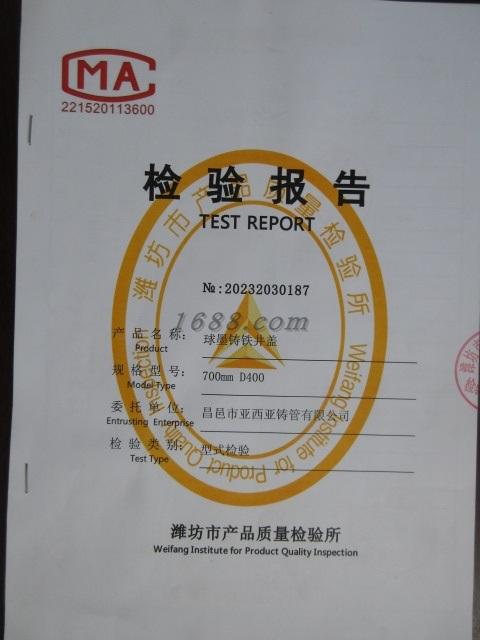 CMA
221520113600
检验报告
TEST REPORT
№:20232030187
1688.com
产品名称: 球墨铸铁井盖
Product
规格型号: 700mm D400
Model Type
委托单位: 昌邑市亚西亚铸管有限公司
Entrusting Enterprise
检验类别: 型式检验
Test Type
潍坊市产品质量检验所
Weifang Institute for Product Quality Inspection
潍坊市产品质量检验所
Weifang Institute for Product Quality Inspection